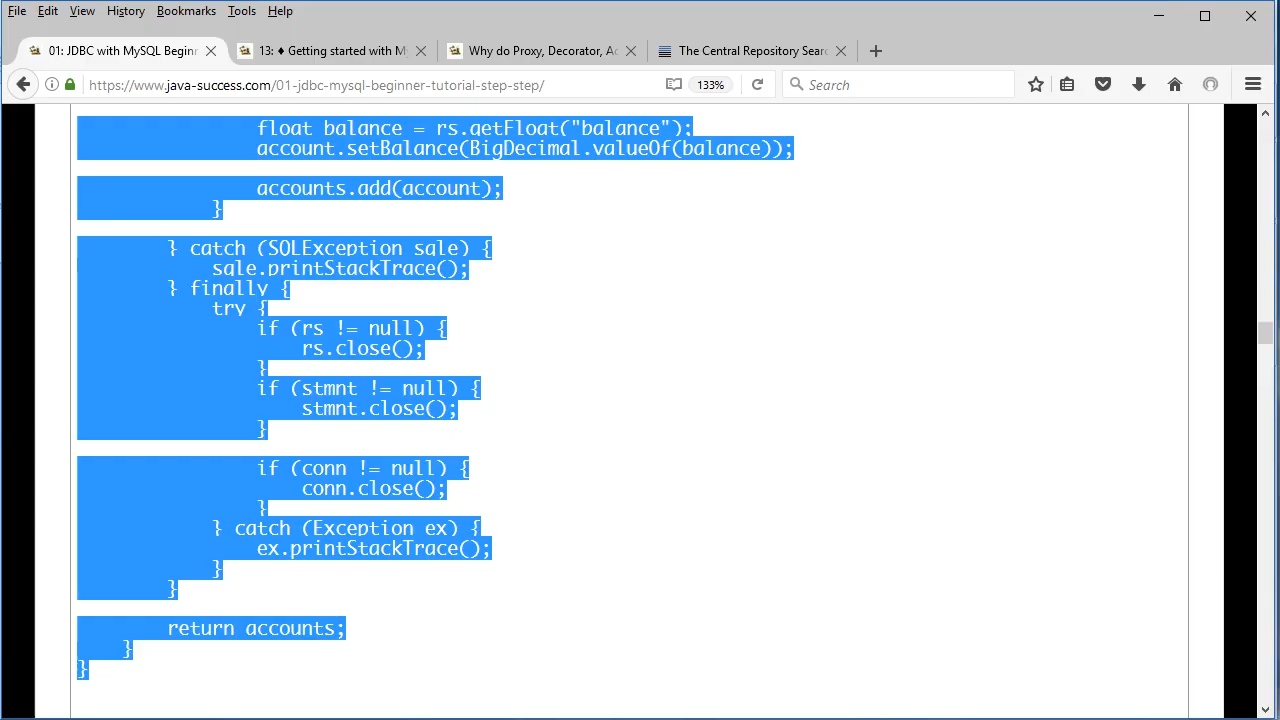 File Edit View History Bookmarks Tools Help
01: JDBC with MySQL Beginn
13: ♦ Getting started with M
Why do Proxy, Decorator, Ad
The Central Repository Sear
https://www.java-success.com/01-jdbc-mysql-beginner-tutorial-step-step/
133%
Search
float balance = rs.getFloat("balance");
account.setBalance(BigDecimal.valueOf(balance));
accounts.add(account);
}
} catch (SQLException sqle) {
sqle.printStackTrace();
} finally {
try {
if (rs != null) {
rs.close();
}
if (stmnt != null) {
stmnt.close();
}
if (conn != null) {
conn.close();
}
} catch (Exception ex) {
ex.printStackTrace();
}
}
return accounts;
}
}